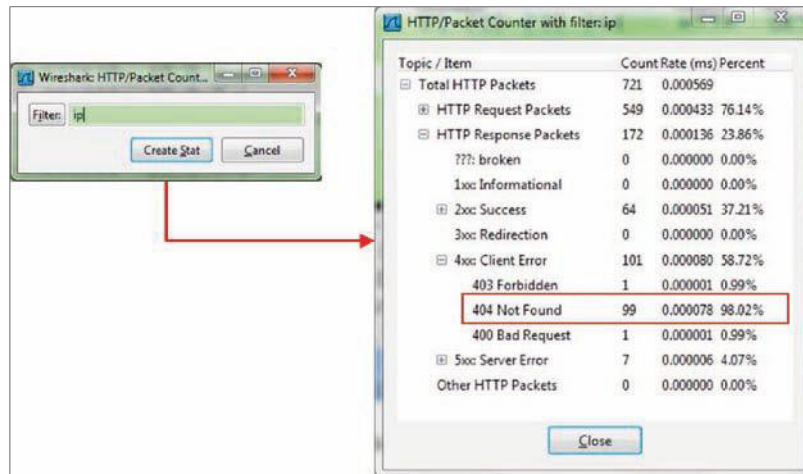 Wireshark: HTTP/Packet Count...
Filter: ip
Create Stat Cancel
HTTP/Packet Counter with filter: ip
Topic / Item Count Rate (ms) Percent
Total HTTP Packets 721 0.000569
HTTP Request Packets 549 0.000433 76.14%
HTTP Response Packets 172 0.000136 23.86%
???: broken 0 0.000000 0.00%
1xx: Informational 0 0.000000 0.00%
2xx: Success 64 0.000051 37.21%
3xx: Redirection 0 0.000000 0.00%
4xx: Client Error 101 0.000080 58.72%
403 Forbidden 1 0.000001 0.99%
404 Not Found 99 0.000078 98.02%
400 Bad Request 1 0.000001 0.99%
5xx: Server Error 7 0.000006 4.07%
Other HTTP Packets 0 0.000000 0.00%
Close